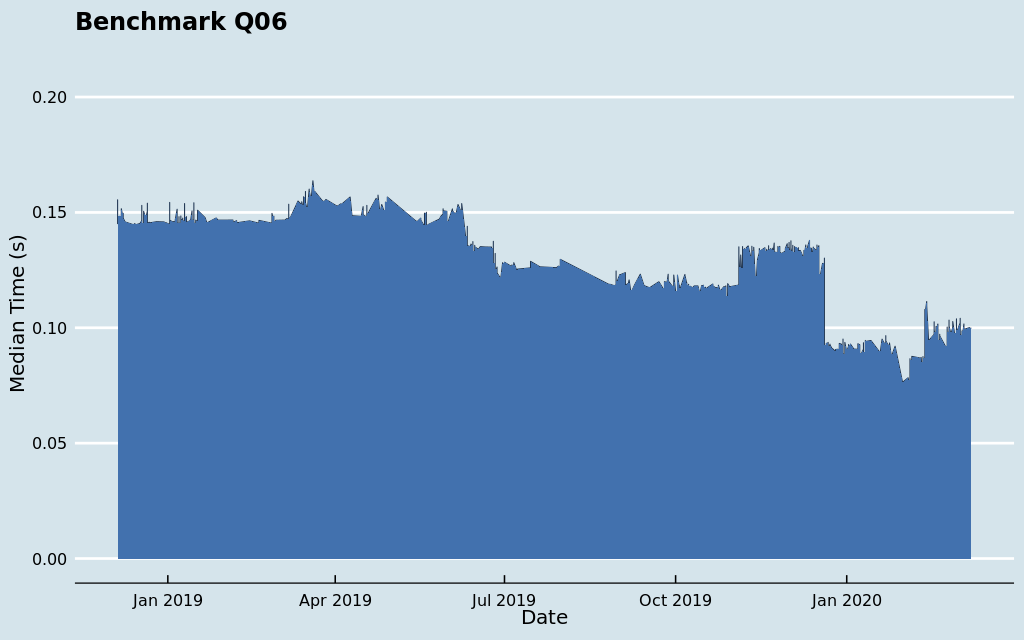 Benchmark Q06
Median Time (s)
0.20
0.15
0.10
0.05
0.00
Jan 2019
Apr 2019
Jul 2019
Oct 2019
Jan 2020
Date